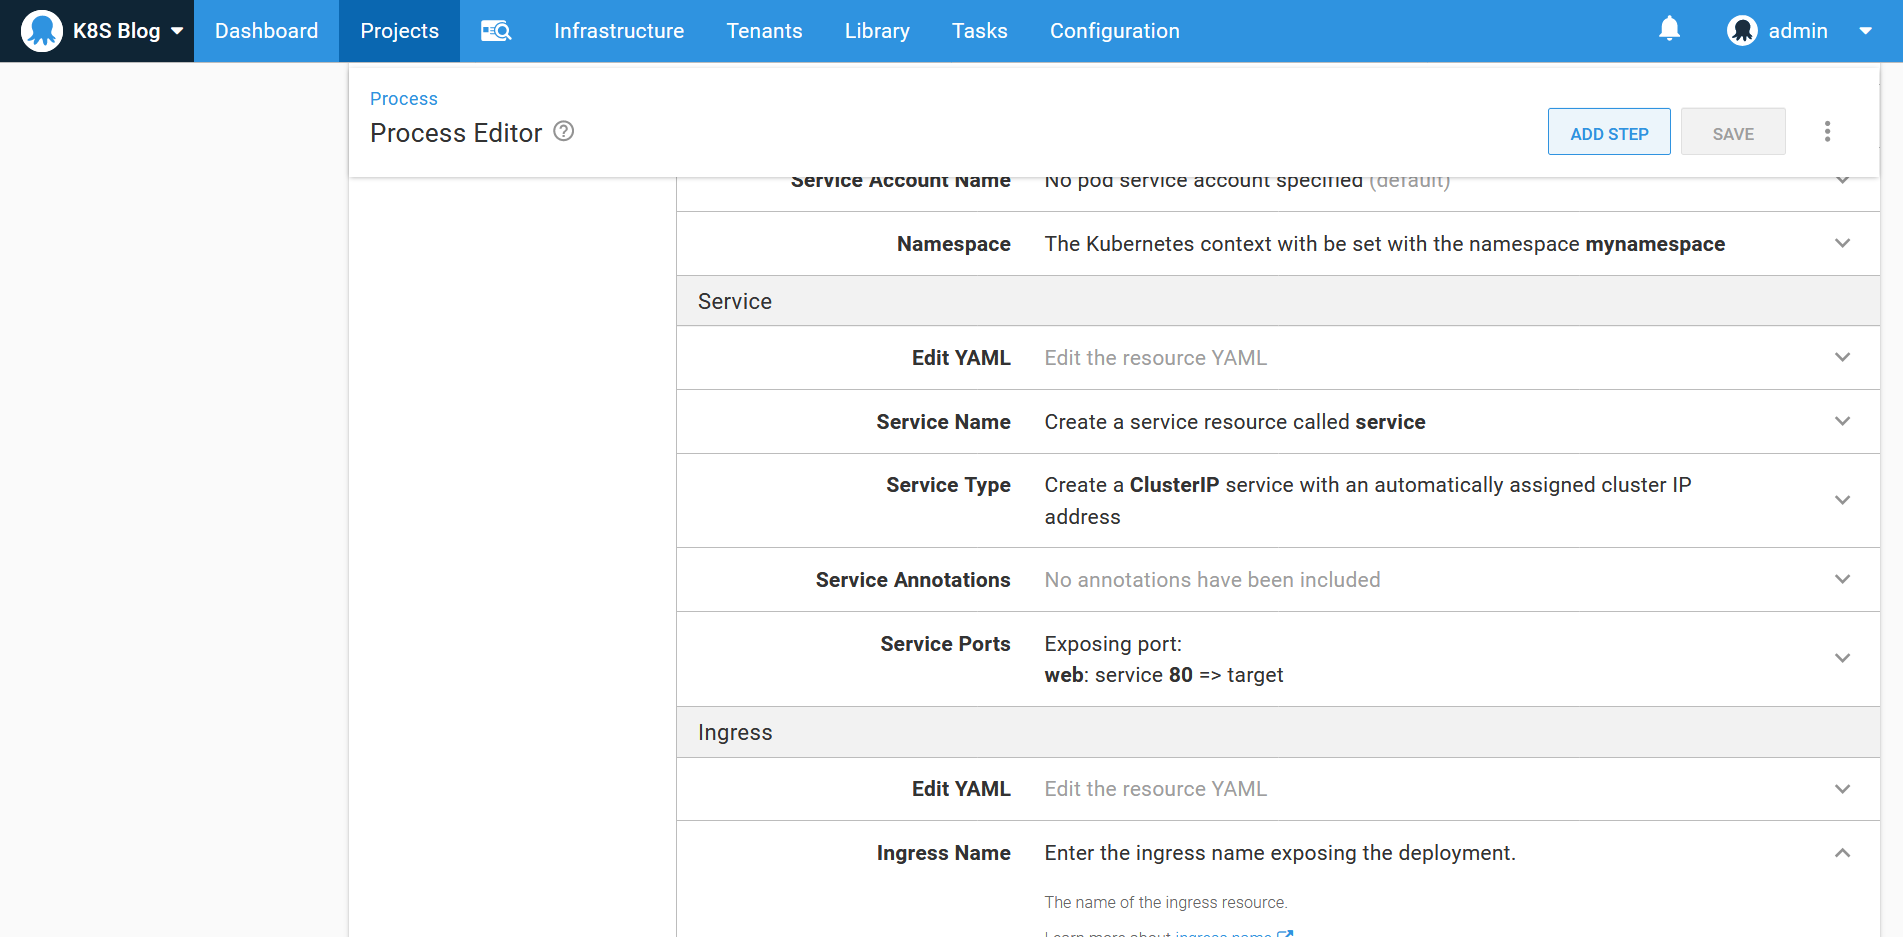 K8S Blog Dashboard Projects Infrastructure Tenants Library Tasks Configuration admin
Process
Process Editor
ADD STEP SAVE
Service Account Name No pod service account specified (default)
Namespace The Kubernetes context with be set with the namespace mynamespace
Service
Edit YAML Edit the resource YAML
Service Name Create a service resource called service
Service Type Create a ClusterIP service with an automatically assigned cluster IP
address
Service Annotations No annotations have been included
Service Ports Exposing port:
web: service 80 => target
Ingress
Edit YAML Edit the resource YAML
Ingress Name Enter the ingress name exposing the deployment.
The name of the ingress resource.
Learn more about ingress name